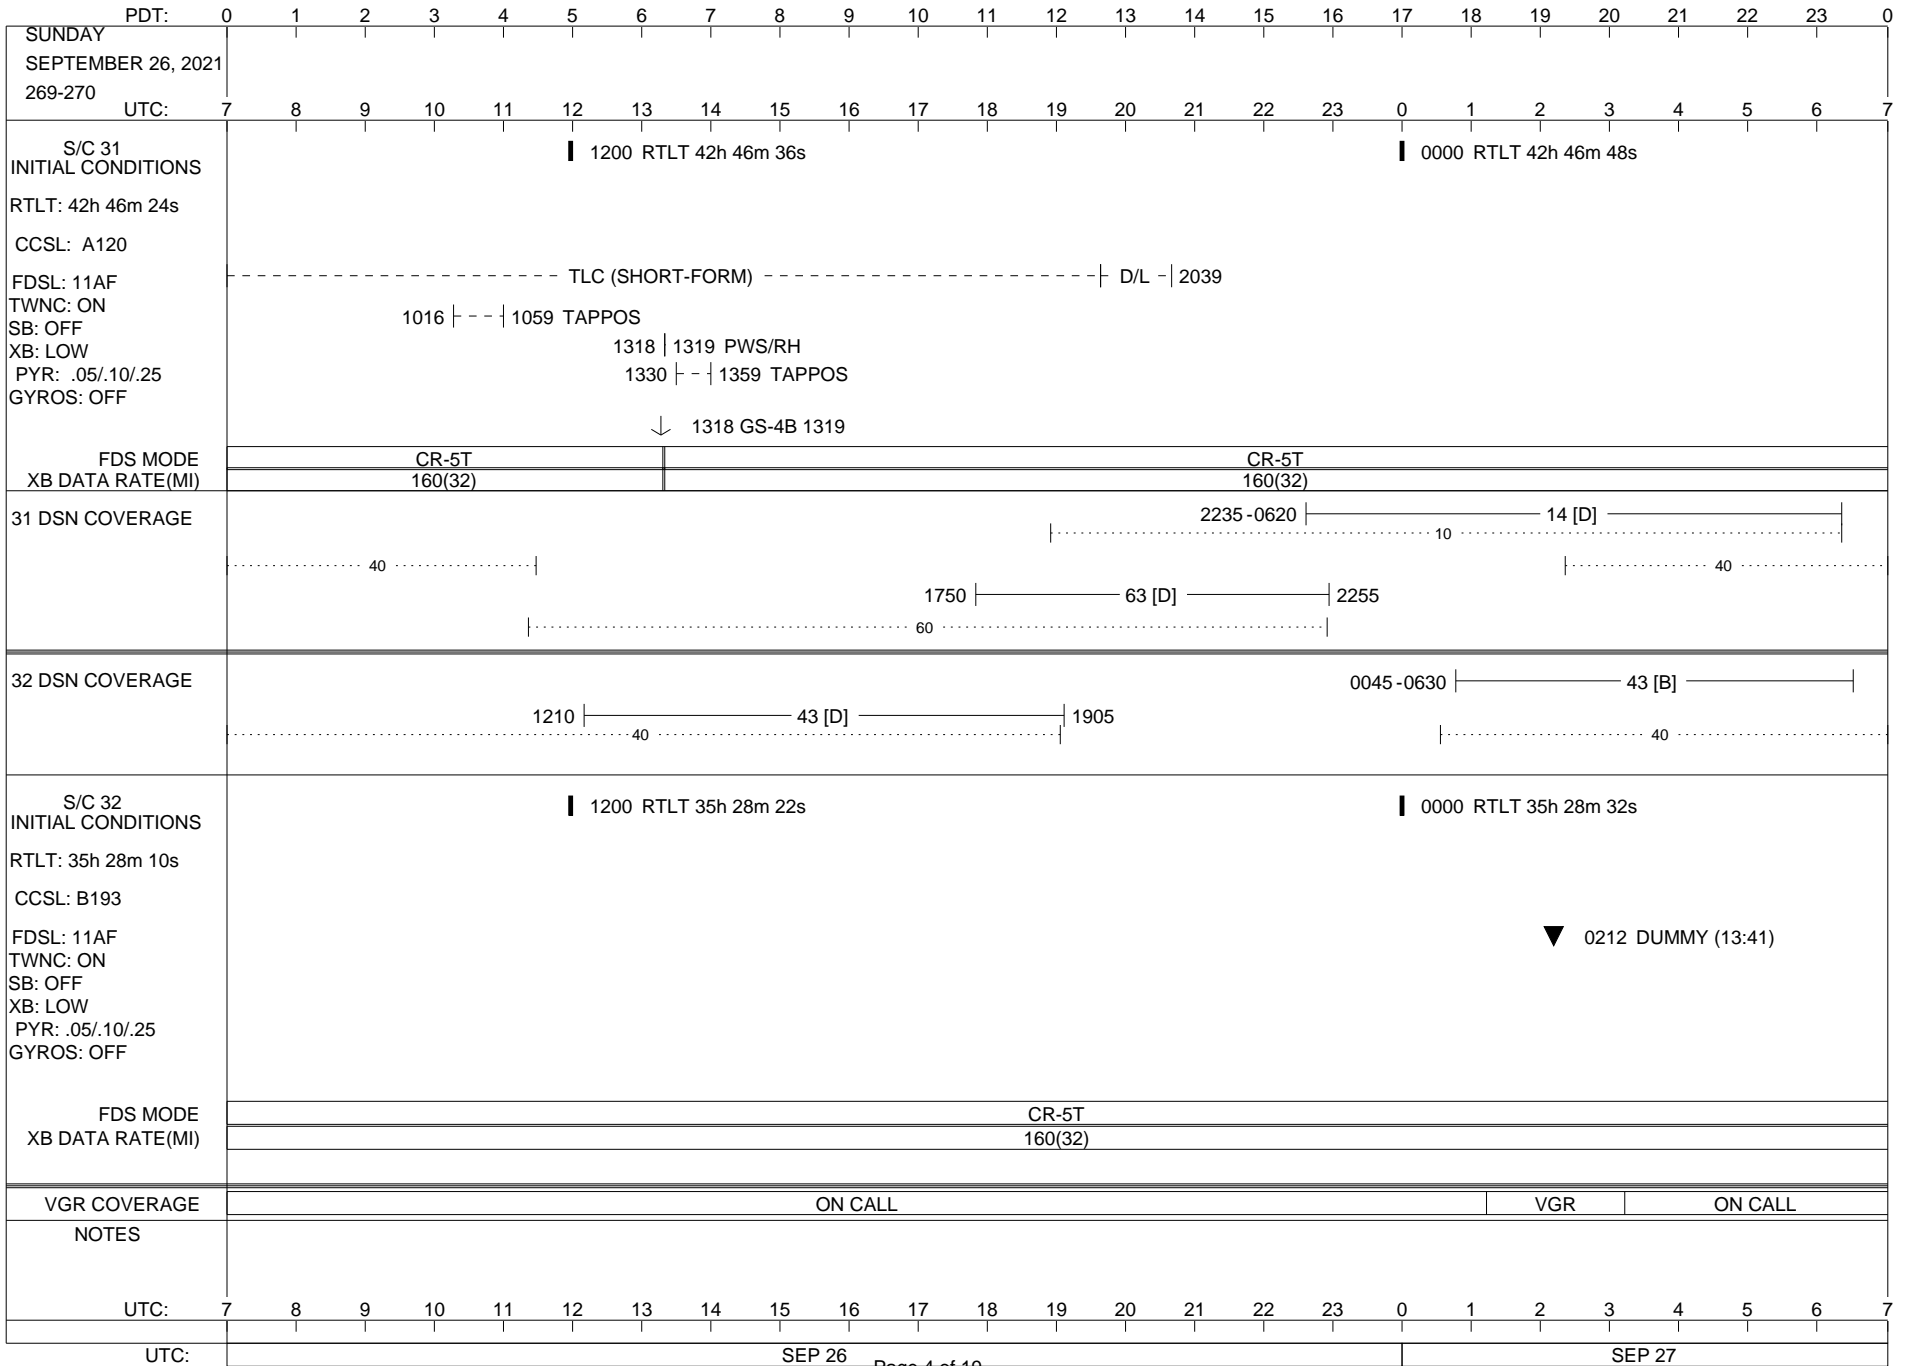 PDT: 0 1 2 3 4 5 6 7 8 9 10 11 12 13 14 15 16 17 18 19 20 21 22 23 0
SUNDAY
SEPTEMBER 26, 2021
269-270
UTC: 7 8 9 10 11 12 13 14 15 16 17 18 19 20 21 22 23 0 1 2 3 4 5 6 7
S/C 31
INITIAL CONDITIONS
1200 RTLT 42h 46m 36s
0000 RTLT 42h 46m 48s
RTLT: 42h 46m 24s
CCSL: A120
FDSL: 11AF
TWNC: ON
SB: OFF
XB: LOW
PYR: .05/.10/.25
GYROS: OFF
TLC (SHORT-FORM) D/L 2039
1016 1059 TAPPOS
1318 1319 PWS/RH
1330 1359 TAPPOS
1318 GS-4B 1319
FDS MODE CR-5T CR-5T
XB DATA RATE(MI) 160(32) 160(32)
31 DSN COVERAGE
2235-0620 14 [D]
10
40 40
1750 63 [D] 2255
60
32 DSN COVERAGE
0045-0630 43 [B]
1210 43 [D] 1905
40 40
S/C 32
INITIAL CONDITIONS
1200 RTLT 35h 28m 22s
0000 RTLT 35h 28m 32s
RTLT: 35h 28m 10s
CCSL: B193
FDSL: 11AF
TWNC: ON
SB: OFF
XB: LOW
PYR: .05/.10/.25
GYROS: OFF
0212 DUMMY (13:41)
FDS MODE CR-5T
XB DATA RATE(MI) 160(32)
VGR COVERAGE ON CALL VGR ON CALL
NOTES
UTC: 7 8 9 10 11 12 13 14 15 16 17 18 19 20 21 22 23 0 1 2 3 4 5 6 7
UTC: SEP 26 SEP 27
Page 4 of 19